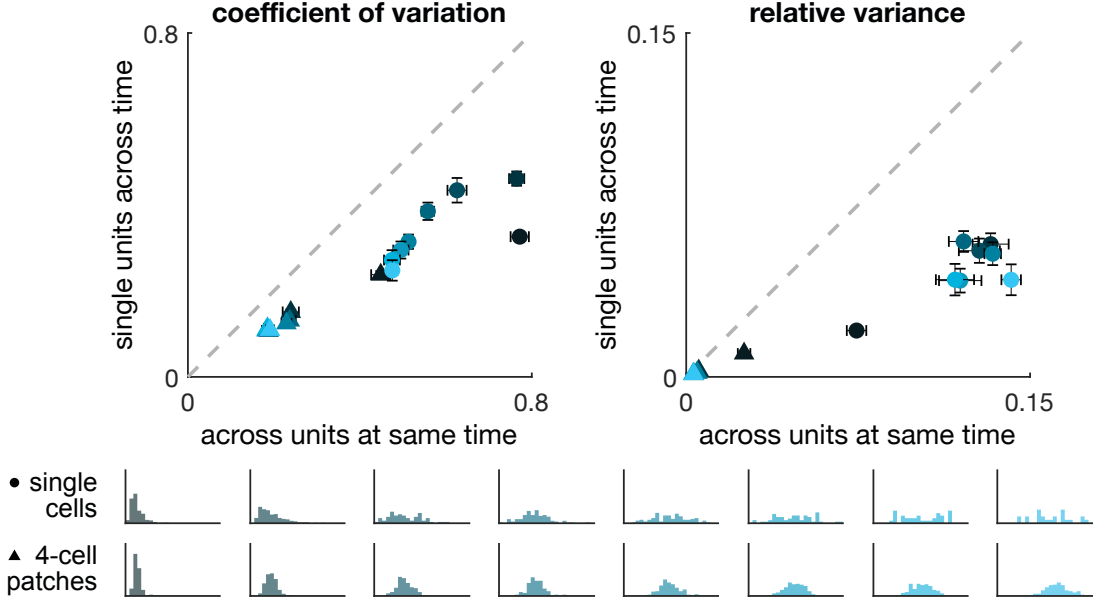 coefficient of variation
relative variance
single units across time
0.8
0
0
0.8
across units at same time
single units across time
0.15
0
0
0.15
across units at same time
single
cells
4-cell
patches